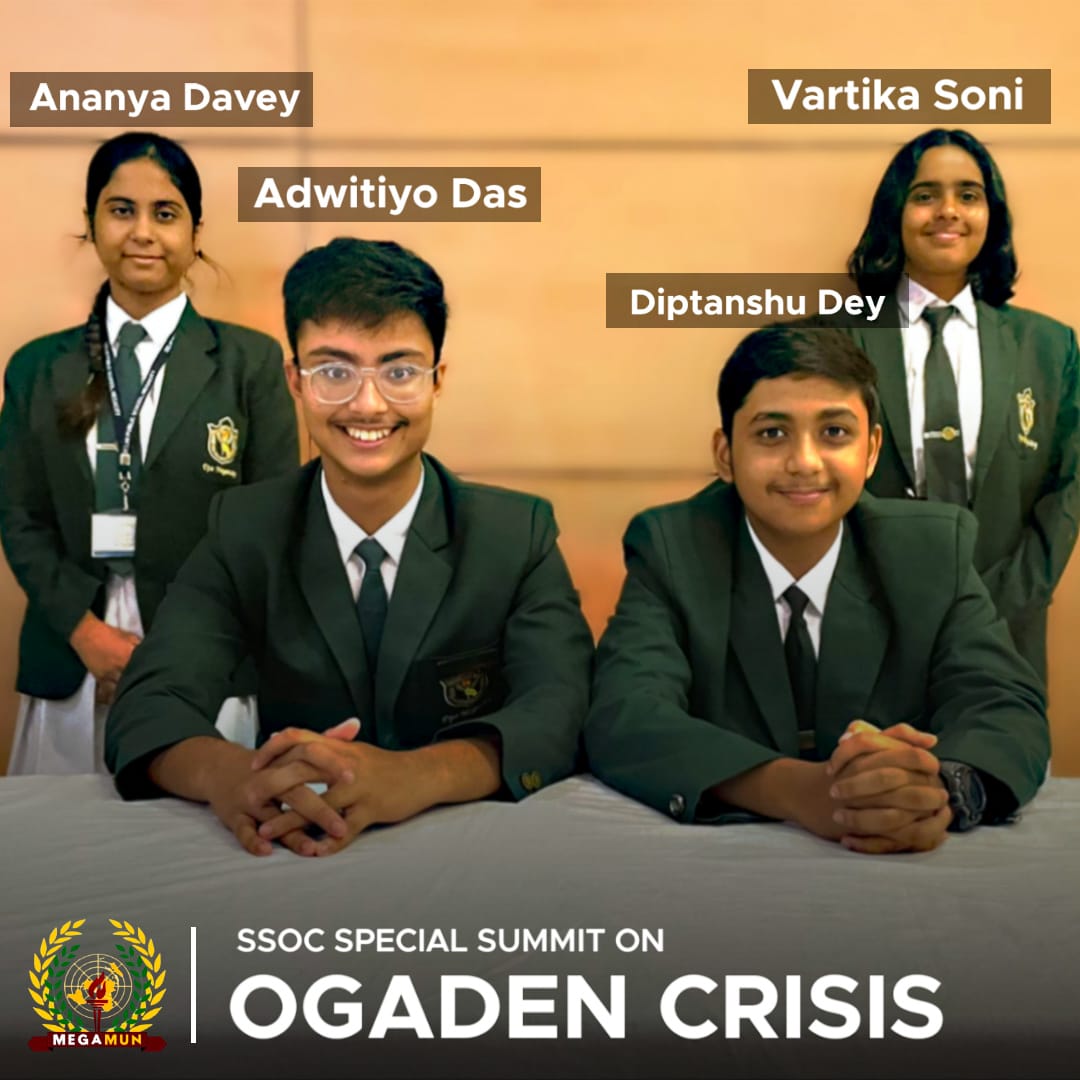 Ananya Davey
Vartika Soni
Adwitiyo Das
Diptanshu Dey
SSOC SPECIAL SUMMIT ON
OGADEN CRISIS
MEGAMUN